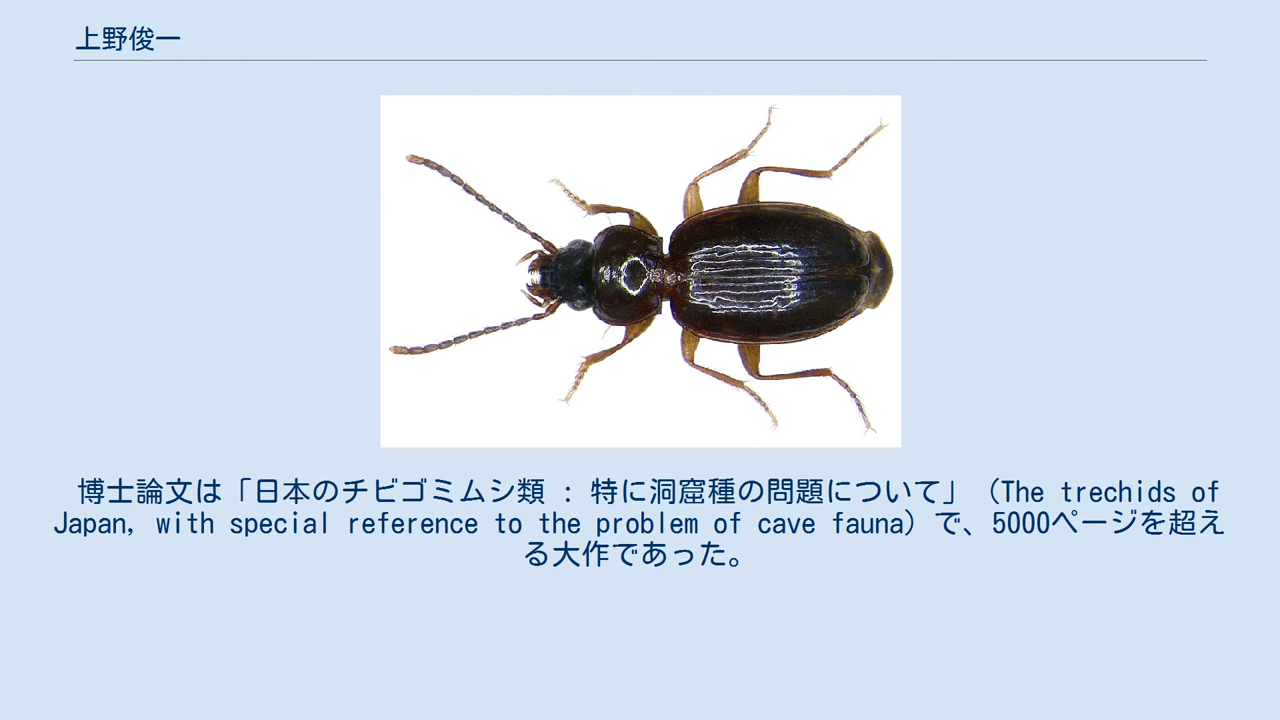 上野俊一
博士論文は「日本のチビゴミムシ類 : 特に洞窟種の問題について」 (The trechids of
Japan, with special reference to the problem of cave fauna) で、5000ページを超え
る大作であった。